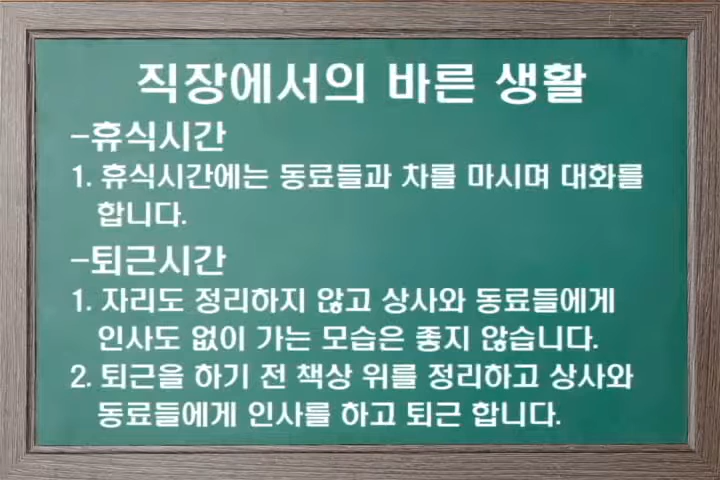 직장에서의 바른 생활
-휴식시간
1. 휴식시간에는 동료들과 차를 마시며 대화를
합니다.
-퇴근시간
1. 자리도 정리하지 않고 상사와 동료들에게
인사도 없이 가는 모습은 좋지 않습니다.
2. 퇴근을 하기 전 책상 위를 정리하고 상사와
동료들에게 인사를 하고 퇴근 합니다.